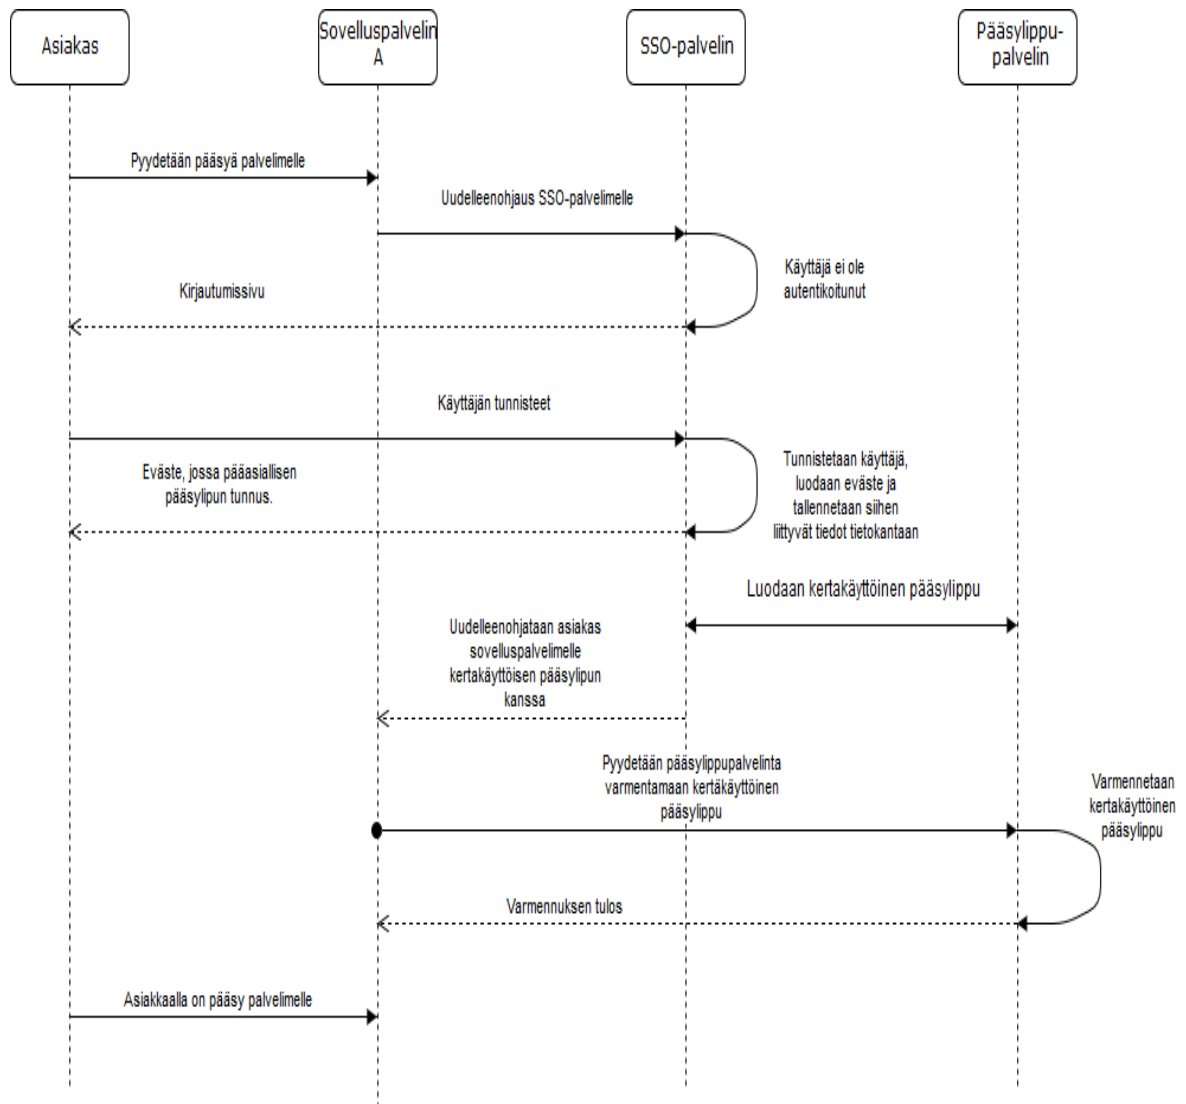 Asiakas
Sovelluspalvelin
A
SSO-palvelin
Pääsylippu-
palvelin
Pyydetään pääsyä palvelimelle
Uudelleenohjaus SSO-palvelimelle
Käyttäjä ei ole
autentikoitunut
Kirjautumissivu
Käyttäjän tunnisteet
Tunnistetaan käyttäjä,
luodaan eväste ja
tallennetaan siihen
liittyvät tiedot tietokantaan
Eväste, jossa pääasiallisen
pääsylipun tunnus.
Luodaan kertakäyttöinen pääsylippu
Uudelleenohjataan asiakas
sovelluspalvelimelle
kertakäyttöisen pääsylipun
kanssa
Pyydetään pääsylippupalvelinta
varmentamaan kertäkäyttöinen
pääsylippu
Varmennetaan
kertakäyttöinen
pääsylippu
Varmennuksen tulos
Asiakkaalla on pääsy palvelimelle